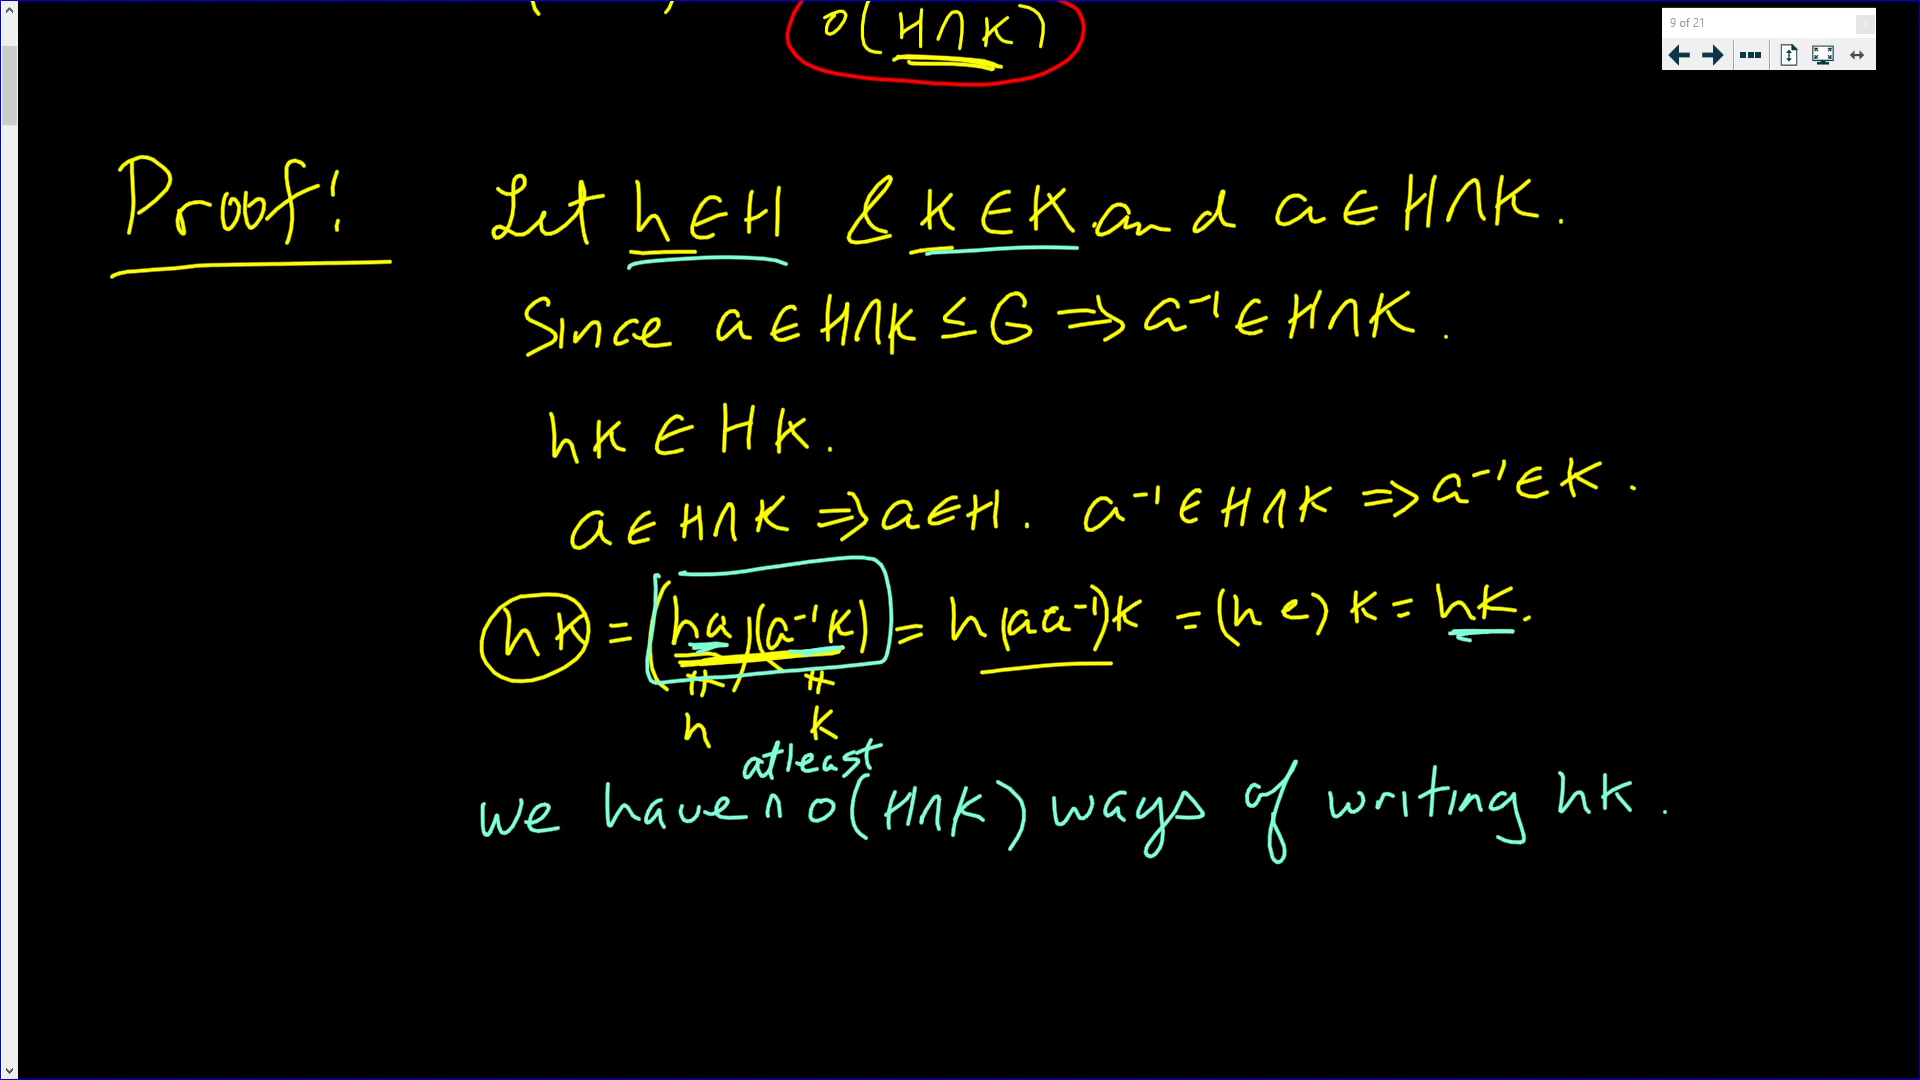 9 of 21
o(H∩K)
Proof:
Let h∈H & k∈K and a∈H∩K.
Since a∈H∩K ≤ G ⇒ a⁻¹∈H∩K.
hk∈HK.
a∈H∩K ⇒ a∈H. a⁻¹∈H∩K ⇒ a⁻¹∈K.
hk = (ha)(a⁻¹k) = h(aa⁻¹)k = (he)k = hk.
h k
atleast
we have ∧ o(H∩K) ways of writing hk.